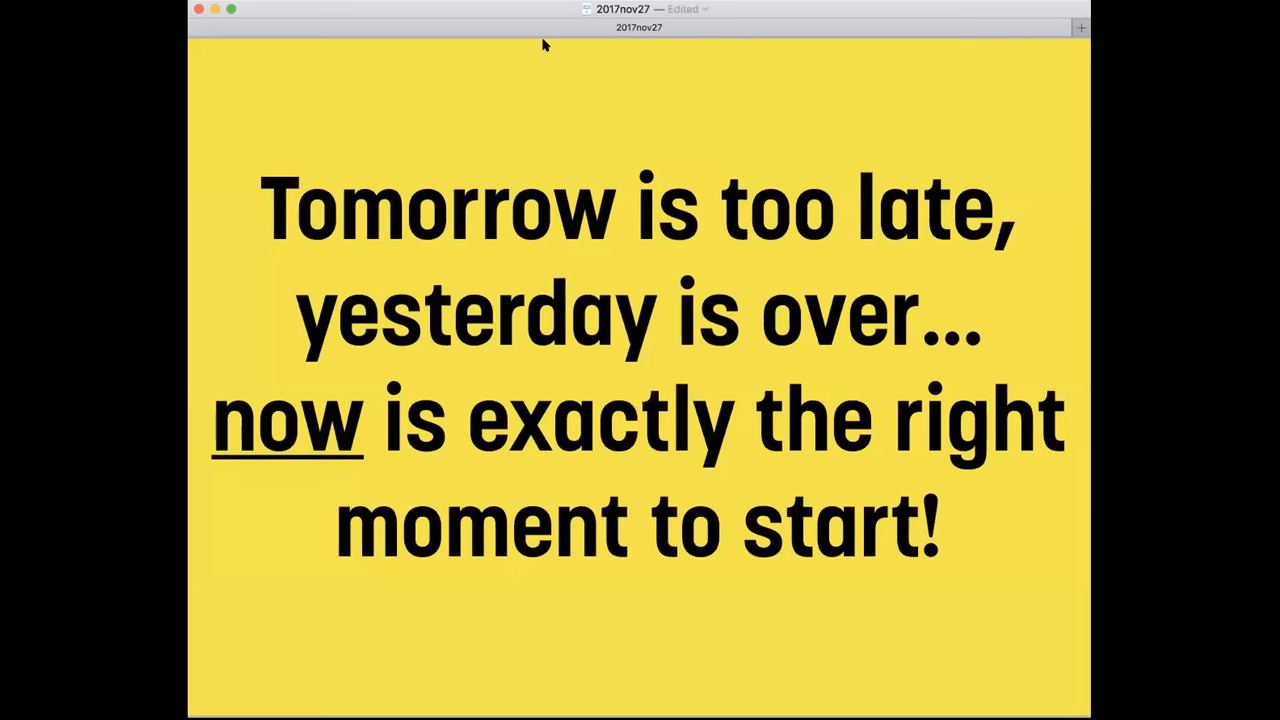 2017nov27 — Edited
2017nov27
Tomorrow is too late,
yesterday is over...
now is exactly the right
moment to start!